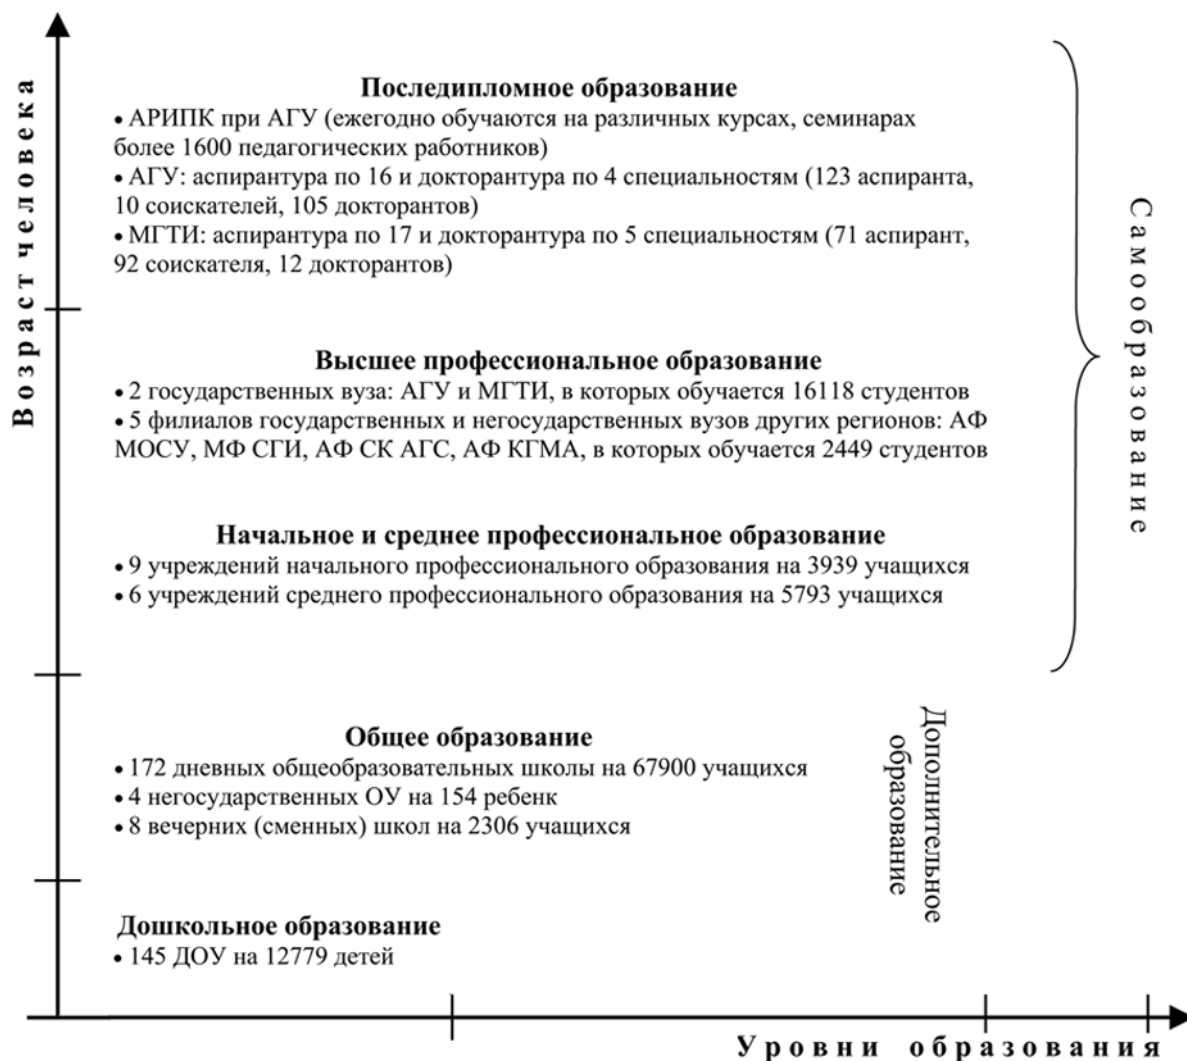 Возраст человека
Последипломное образование
• АРИПК при АГУ (ежегодно обучаются на различных курсах, семинарах
более 1600 педагогических работников)
• АГУ: аспирантура по 16 и докторантура по 4 специальностям (123 аспиранта,
10 соискателей, 105 докторантов)
• МГТИ: аспирантура по 17 и докторантура по 5 специальностям (71 аспирант,
92 соискателя, 12 докторантов)
Высшее профессиональное образование
• 2 государственных вуза: АГУ и МГТИ, в которых обучается 16118 студентов
• 5 филиалов государственных и негосударственных вузов других регионов: АФ
МОСУ, МФ СГИ, АФ СК АГС, АФ КГМА, в которых обучается 2449 студентов
Начальное и среднее профессиональное образование
• 9 учреждений начального профессионального образования на 3939 учащихся
• 6 учреждений среднего профессионального образования на 5793 учащихся
Самообразование
Общее образование
• 172 дневных общеобразовательных школы на 67900 учащихся
• 4 негосударственных ОУ на 154 ребенк
• 8 вечерних (сменных) школ на 2306 учащихся
Дополнительное
образование
Дошкольное образование
• 145 ДОУ на 12779 детей
Уровни образования